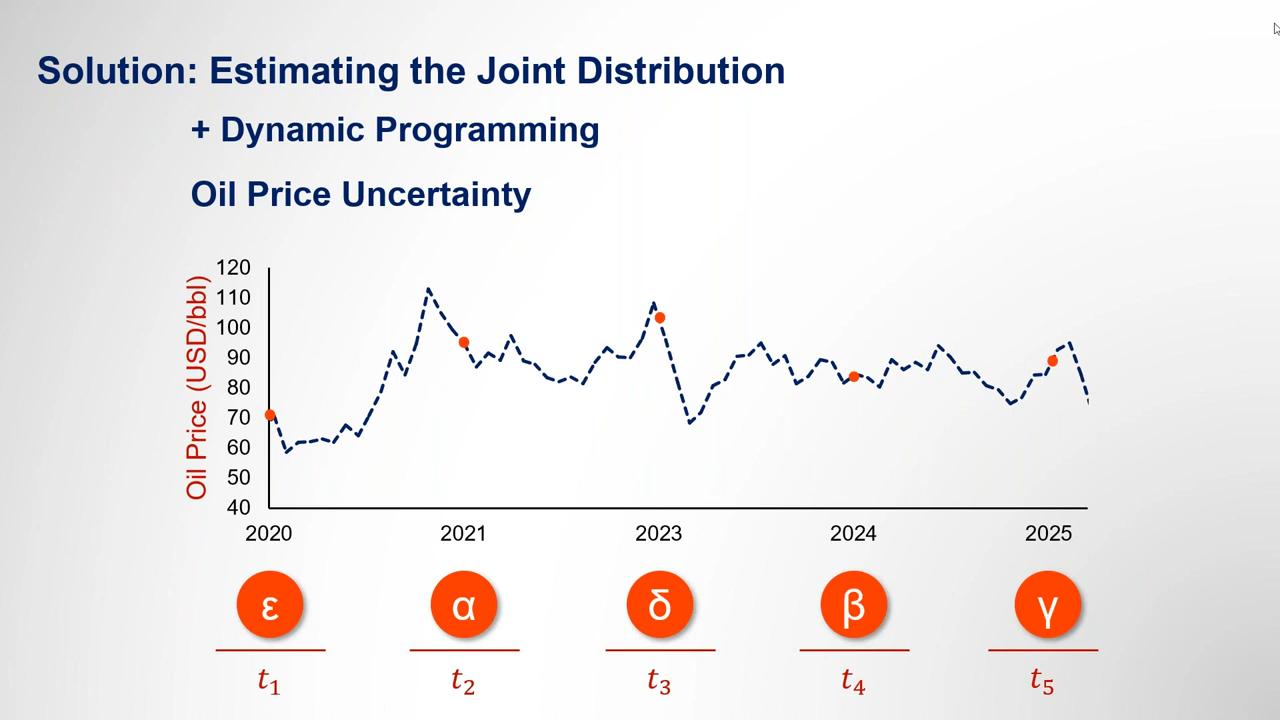 Solution: Estimating the Joint Distribution
+ Dynamic Programming
Oil Price Uncertainty
Oil Price (USD/bbl)
120
110
100
90
80
70
60
50
40
2020 2021 2023 2024 2025
ε α δ β γ
t1 t2 t3 t4 t5